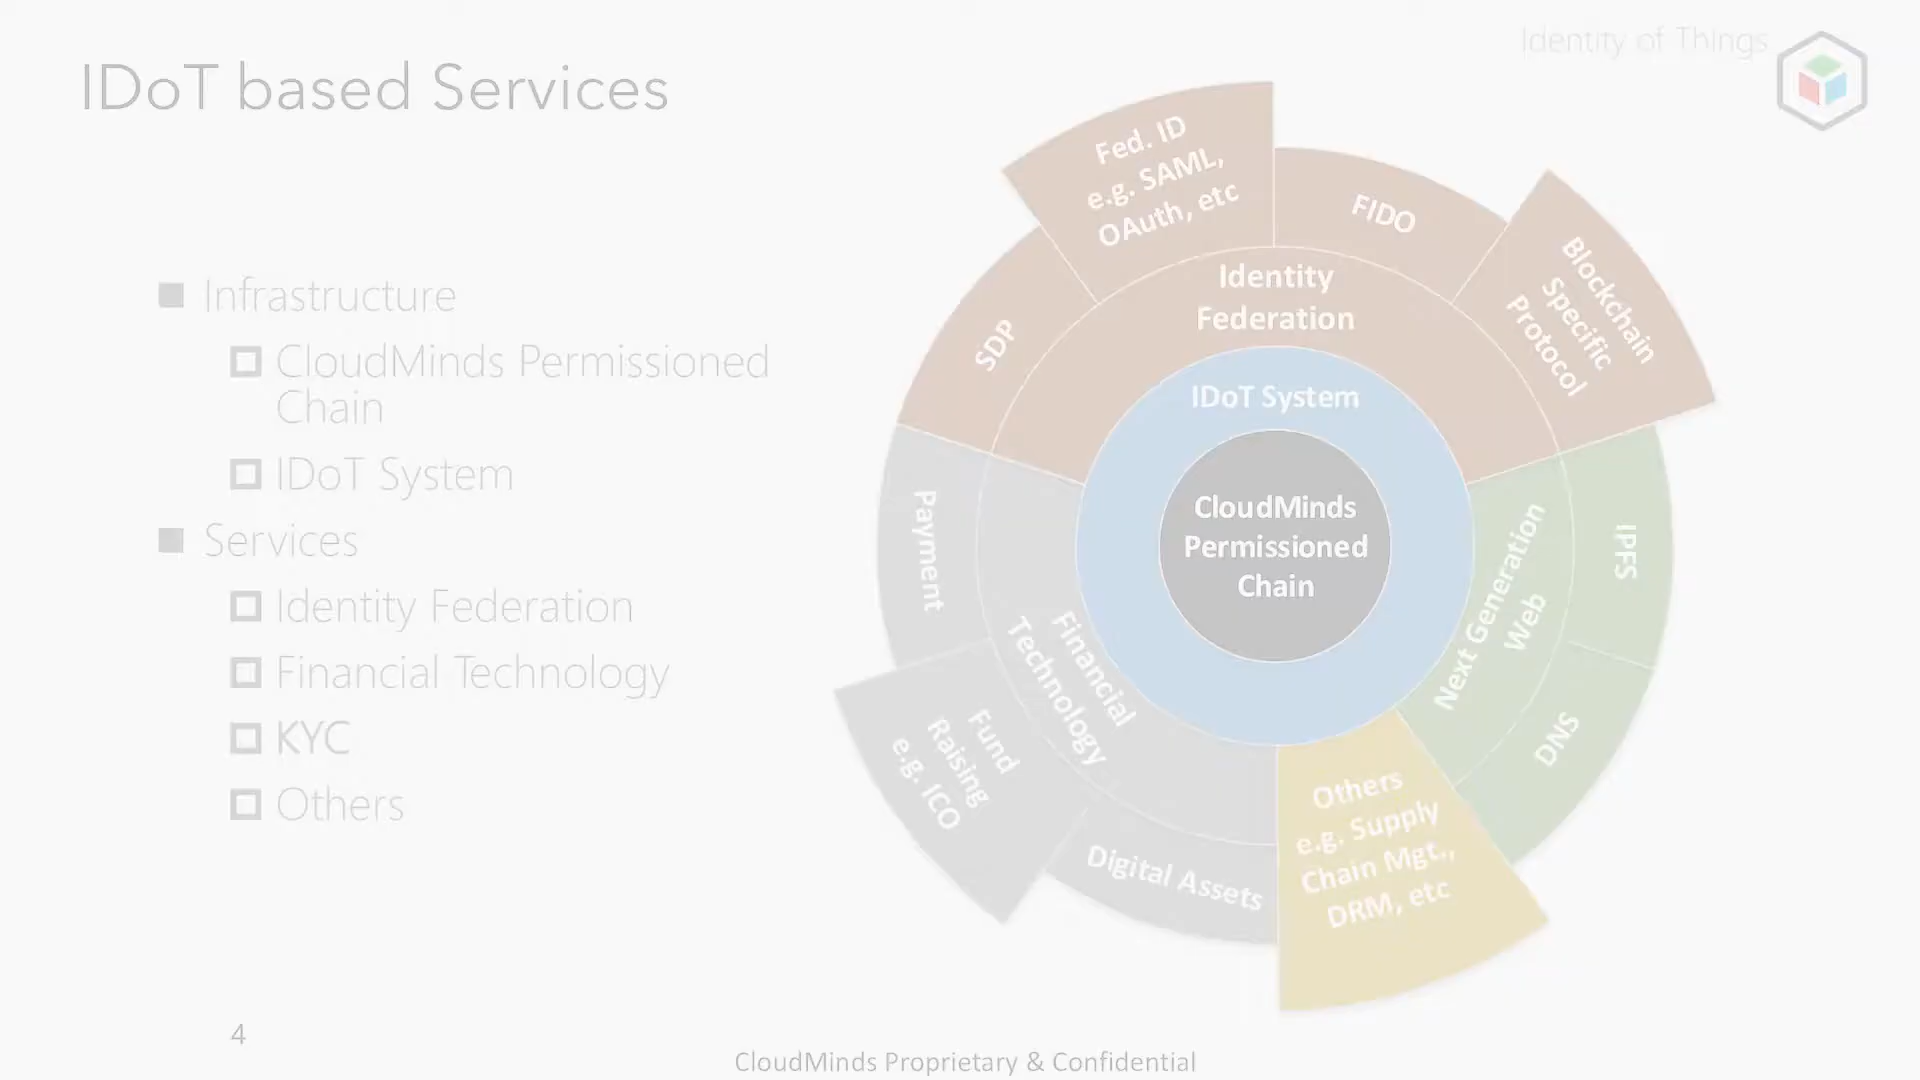 Identity of Things
IDoT based Services
Infrastructure
CloudMinds Permissioned
Chain
IDoT System
Services
Identity Federation
Financial Technology
KYC
Others
Fed. ID
e.g. SAML,
OAuth, etc
FIDO
Blockchain
Specific
Protocol
SDP
Identity
Federation
IDoT System
CloudMinds
Permissioned
Chain
Payment
Financial
Technology
Fund
Raising
e.g. ICO
Digital Assets
Next Generation
Web
IPFS
DNS
Others
e.g. Supply
Chain Mgt.,
DRM, etc
4
CloudMinds Proprietary & Confidential